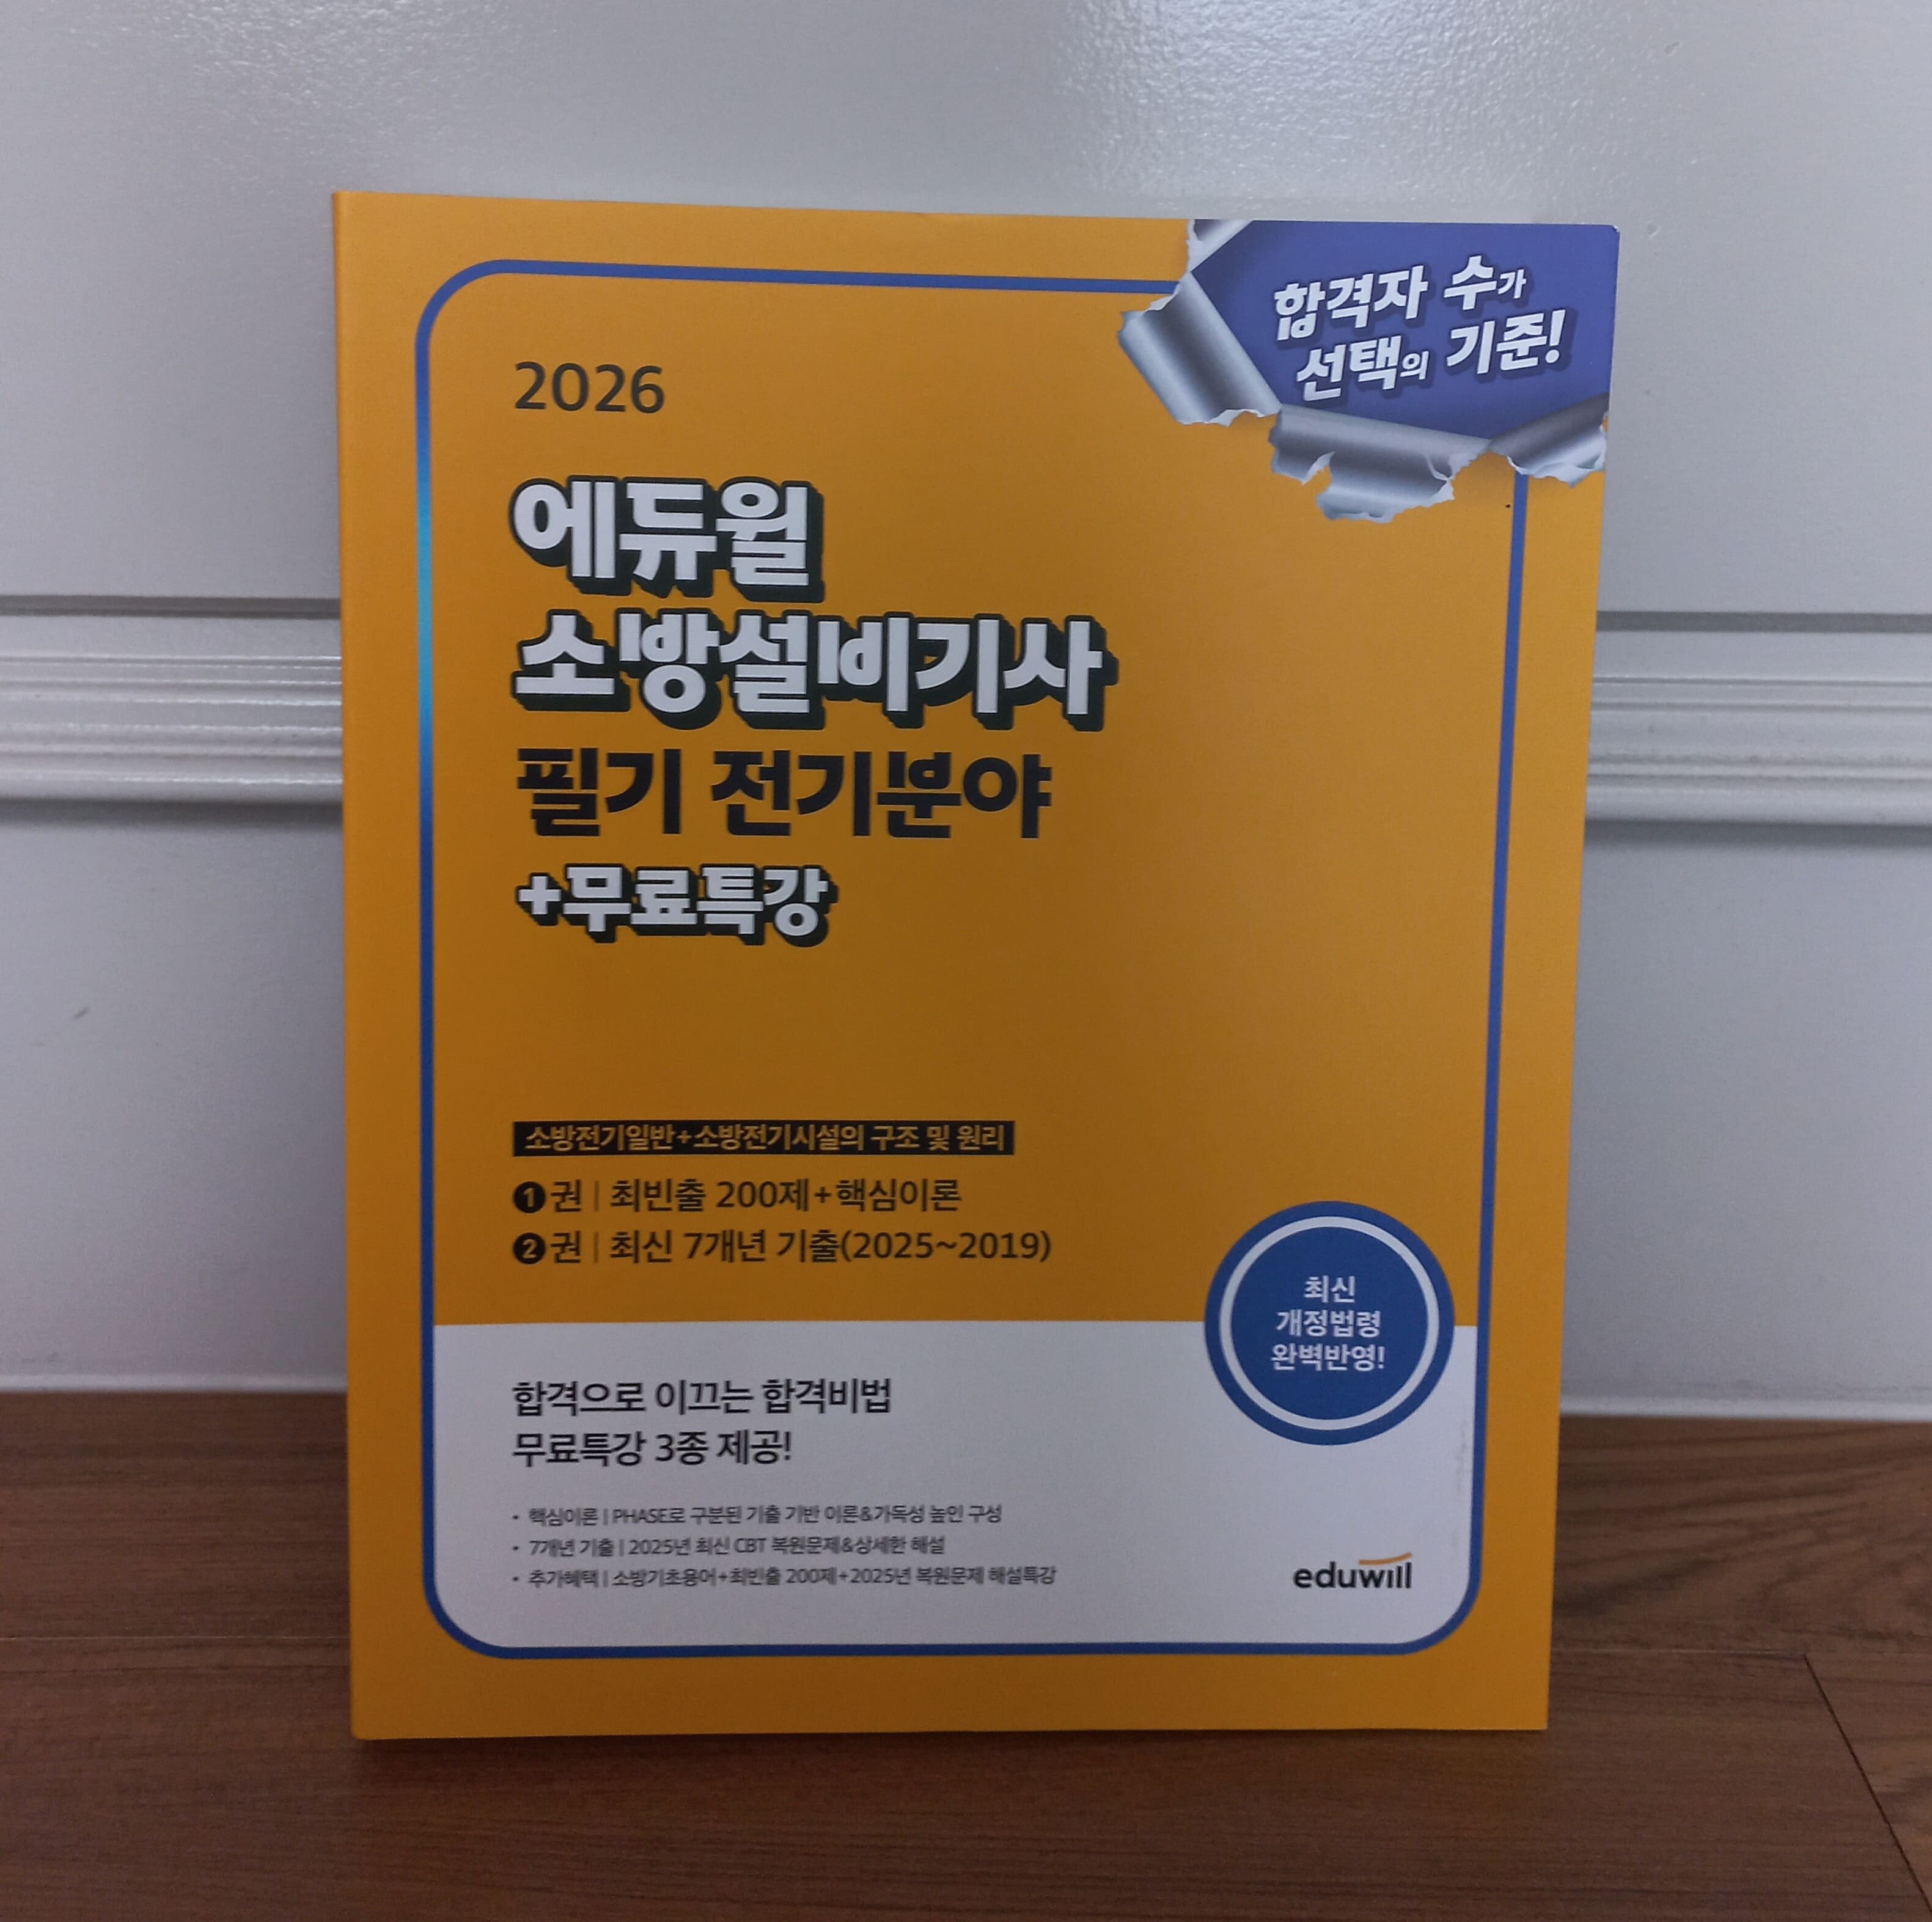 합격자 수가
선택의 기준!
2026
에듀윌
소방설비기사
필기 전기분야
+무료특강
소방전기일반+소방전기시설의 구조 및 원리
1권 | 최빈출 200제+핵심이론
2권 | 최신 7개년 기출(2025~2019)
최신
개정법령
완벽반영!
합격으로 이끄는 합격비법
무료특강 3종 제공!
• 핵심이론 | PHASE로 구분된 기출 기반 이론&가독성 높인 구성
• 7개년 기출 | 2025년 최신 CBT 복원문제&상세한 해설
• 추가혜택 | 소방기초용어+최빈출 200제+2025년 복원문제 해설특강
eduwill